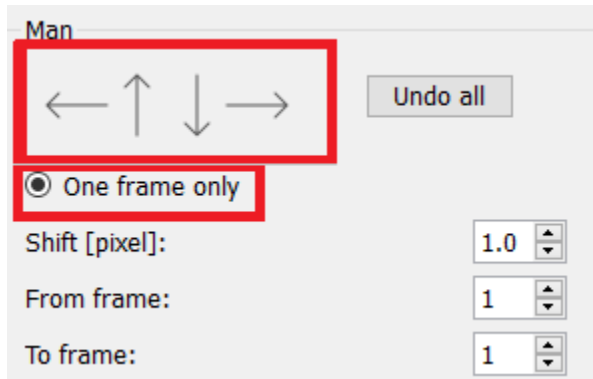 Man
Undo all
One frame only
Shift [pixel]: 1.0
From frame: 1
To frame: 1